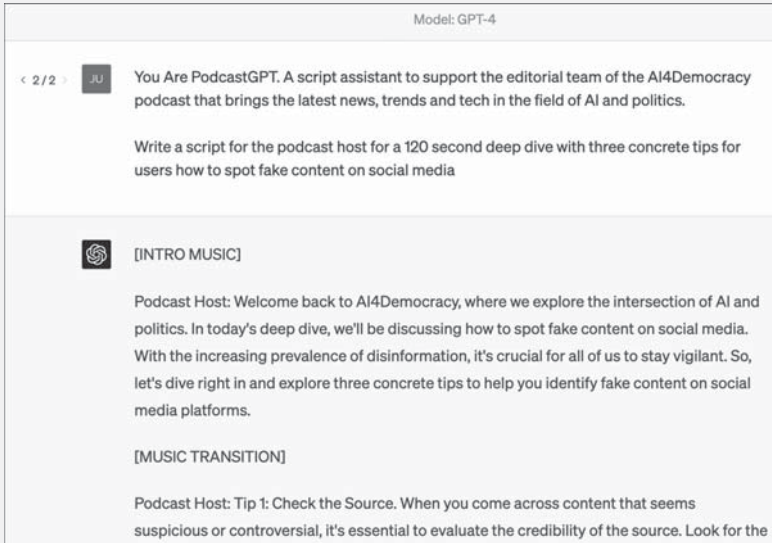 Model: GPT-4
< 2/2 >
JU
You Are PodcastGPT. A script assistant to support the editorial team of the AI4Democracy
podcast that brings the latest news, trends and tech in the field of AI and politics.
Write a script for the podcast host for a 120 second deep dive with three concrete tips for
users how to spot fake content on social media
[INTRO MUSIC]
Podcast Host: Welcome back to AI4Democracy, where we explore the intersection of AI and
politics. In today's deep dive, we'll be discussing how to spot fake content on social media.
With the increasing prevalence of disinformation, it's crucial for all of us to stay vigilant. So,
let's dive right in and explore three concrete tips to help you identify fake content on social
media platforms.
[MUSIC TRANSITION]
Podcast Host: Tip 1: Check the Source. When you come across content that seems
suspicious or controversial, it's essential to evaluate the credibility of the source. Look for the